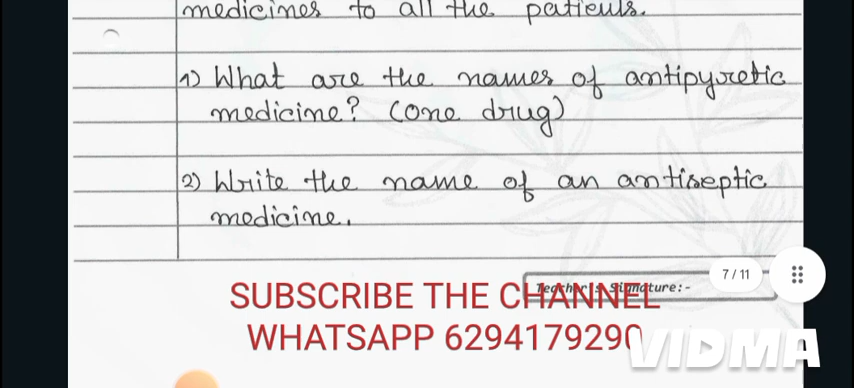 medicines to all the patients.
1) What are the names of antipyretic
medicine? (one drug)
2) Write the name of an antiseptic
medicine.
7 / 11
Teacher's Signature:-
SUBSCRIBE THE CHANNEL
WHATSAPP 6294179290
VIDMA